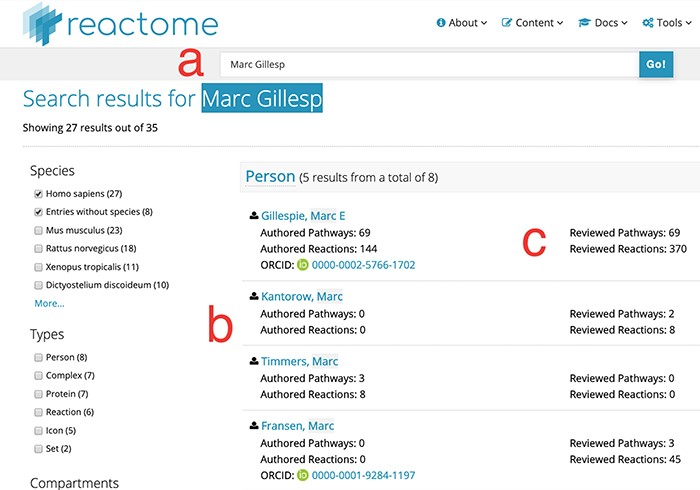 reactome
About
Content
Docs
Tools
a
Marc Gillesp
Go!
Search results for Marc Gillesp
Showing 27 results out of 35
Species
Homo sapiens (27)
Entries without species (8)
Mus musculus (23)
Rattus norvegicus (18)
Xenopus tropicalis (11)
Dictyostelium discoideum (10)
More...
Types
Person (8)
Complex (7)
Protein (7)
Reaction (6)
Icon (5)
Set (2)
Compartments
Person (5 results from a total of 8)
Gillespie, Marc E
Authored Pathways: 69
Authored Reactions: 144
ORCID: iD 0000-0002-5766-1702
c
Reviewed Pathways: 69
Reviewed Reactions: 370
b
Kantorow, Marc
Authored Pathways: 0
Authored Reactions: 0
Reviewed Pathways: 2
Reviewed Reactions: 8
Timmers, Marc
Authored Pathways: 3
Authored Reactions: 8
Reviewed Pathways: 0
Reviewed Reactions: 0
Fransen, Marc
Authored Pathways: 0
Authored Reactions: 0
ORCID: iD 0000-0001-9284-1197
Reviewed Pathways: 3
Reviewed Reactions: 45